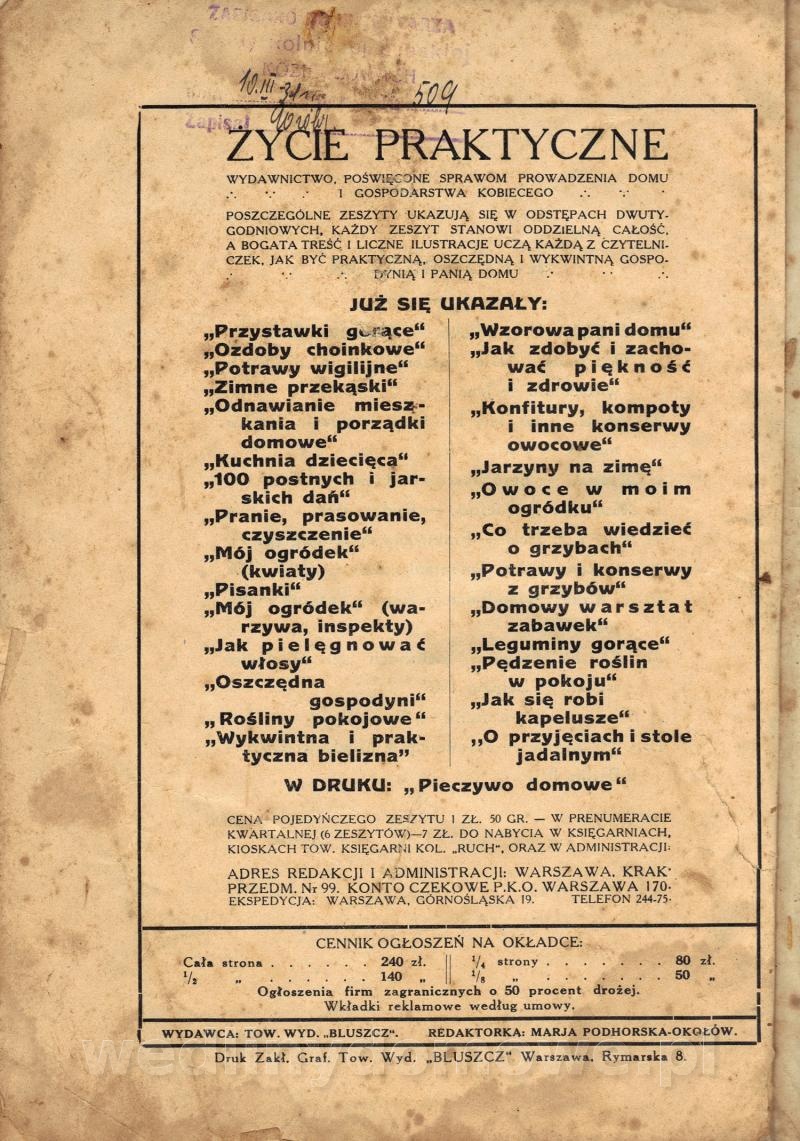 10.III 509
ŻYCIE PRAKTYCZNE
WYDAWNICTWO, POŚWIĘCONE SPRAWOM PROWADZENIA DOMU
I GOSPODARSTWA KOBIECEGO
POSZCZEGÓLNE ZESZYTY UKAZUJĄ SIĘ W ODSTĘPACH DWUTY-
GODNIOWYCH, KAŻDY ZESZYT STANOWI ODDZIELNĄ CAŁOŚĆ,
A BOGATA TREŚĆ I LICZNE ILUSTRACJE UCZĄ KAŻDĄ Z CZYTELNI-
CZEK, JAK BYĆ PRAKTYCZNĄ, OSZCZĘDNĄ I WYKWINTNĄ GOSPO-
DYNIĄ I PANIĄ DOMU
JUŻ SIĘ UKAZAŁY:
„Przystawki gorące“
„Ozdoby choinkowe“
„Potrawy wigilijne“
„Zimne przekąski“
„Odnawianie miesz-
kania i porządki
domowe“
„Kuchnia dziecięca“
„100 postnych i jar-
skich dań“
„Pranie, prasowanie,
czyszczenie“
„Mój ogródek“
(kwiaty)
„Pisanki“
„Mój ogródek“ (wa-
rzywa, inspekty)
„Jak pielęgnować
włosy“
„Oszczędna
gospodyni“
„Rośliny pokojowe“
„Wykwintna i prak-
tyczna bielizna”
„Wzorowa pani domu“
„Jak zdobyć i zacho-
wać piękność
i zdrowie“
„Konfitury, kompoty
i inne konserwy
owocowe“
„Jarzyny na zimę“
„Owoce w moim
ogródku“
„Co trzeba wiedzieć
o grzybach“
„Potrawy i konserwy
z grzybów“
„Domowy warsztat
zabawek“
„Leguminy gorące“
„Pędzenie roślin
w pokoju“
„Jak się robi
kapelusze“
„O przyjęciach i stole
jadalnym“
W DRUKU: „Pieczywo domowe“
CENA POJEDYŃCZEGO ZESZYTU 1 ZŁ. 50 GR. — W PRENUMERACIE
KWARTALNEJ (6 ZESZYTÓW)—7 ZŁ. DO NABYCIA W KSIĘGARNIACH,
KIOSKACH TOW. KSIĘGARNI KOL. „RUCH“, ORAZ W ADMINISTRACJI:
ADRES REDAKCJI I ADMINISTRACJI: WARSZAWA, KRAK·
PRZEDM. Nr 99. KONTO CZEKOWE P.K.O. WARSZAWA 170·
EKSPEDYCJA: WARSZAWA, GÓRNOŚLĄSKA 19. TELEFON 244-75·
CENNIK OGŁOSZEŃ NA OKŁADCE:
Cała strona . . . . . . 240 zł. || ¼ strony . . . . . . . 80 zł.
½ „ . . . . . . 140 „ || ⅛ „ . . . . . . . 50 „
Ogłoszenia firm zagranicznych o 50 procent drożej.
Wkładki reklamowe według umowy.
WYDAWCA: TOW. WYD. „BLUSZCZ“. REDAKTORKA: MARJA PODHORSKA-OKOŁÓW.
Druk Zakł. Graf. Tow. Wyd. „BLUSZCZ“ Warszawa, Rymarska 8.